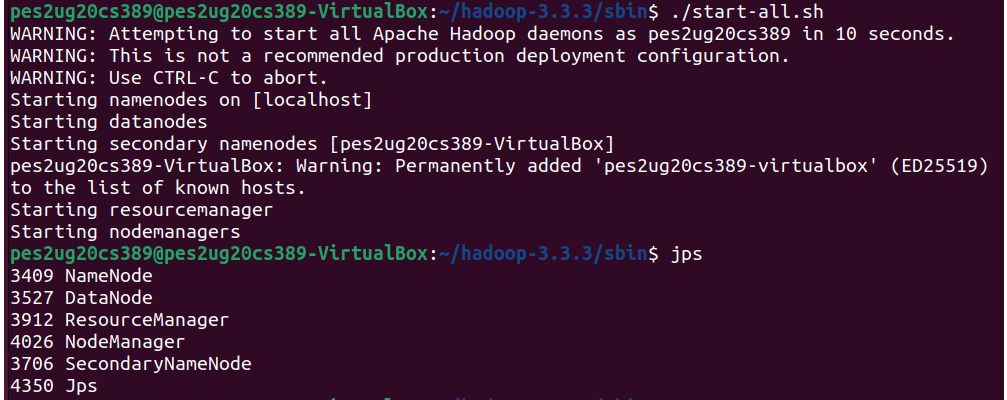 pes2ug20cs389@pes2ug20cs389-VirtualBox:~/hadoop-3.3.3/sbin$ ./start-all.sh
WARNING: Attempting to start all Apache Hadoop daemons as pes2ug20cs389 in 10 seconds.
WARNING: This is not a recommended production deployment configuration.
WARNING: Use CTRL-C to abort.
Starting namenodes on [localhost]
Starting datanodes
Starting secondary namenodes [pes2ug20cs389-VirtualBox]
pes2ug20cs389-VirtualBox: Warning: Permanently added 'pes2ug20cs389-virtualbox' (ED25519)
to the list of known hosts.
Starting resourcemanager
Starting nodemanagers
pes2ug20cs389@pes2ug20cs389-VirtualBox:~/hadoop-3.3.3/sbin$ jps
3409 NameNode
3527 DataNode
3912 ResourceManager
4026 NodeManager
3706 SecondaryNameNode
4350 Jps